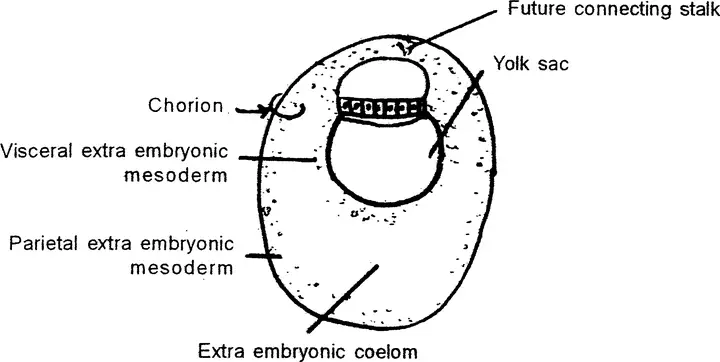 Future connecting stalk
Yolk sac
Chorion
Visceral extra embryonic
mesoderm
Parietal extra embryonic
mesoderm
Extra embryonic coelom